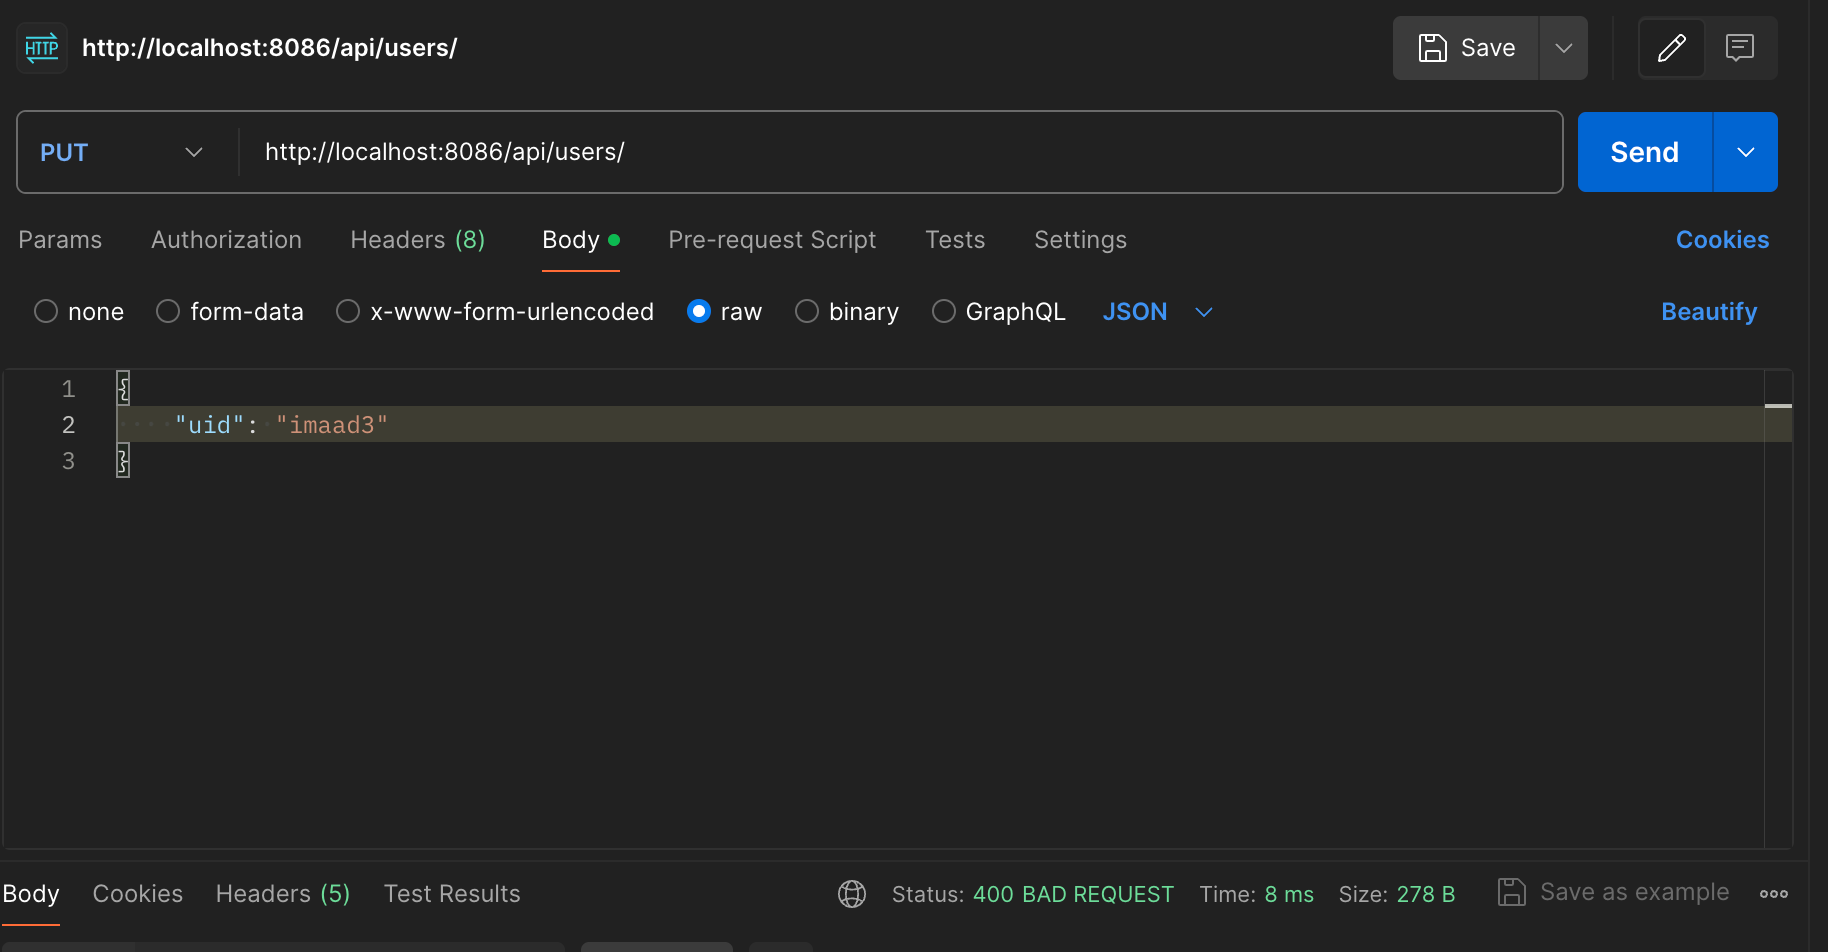 HTTP http://localhost:8086/api/users/ Save
PUT http://localhost:8086/api/users/ Send
Params Authorization Headers (8) Body Pre-request Script Tests Settings Cookies
none form-data x-www-form-urlencoded raw binary GraphQL JSON Beautify
1 {
2 "uid": "imaad3"
3 }
Body Cookies Headers (5) Test Results Status: 400 BAD REQUEST Time: 8 ms Size: 278 B Save as example